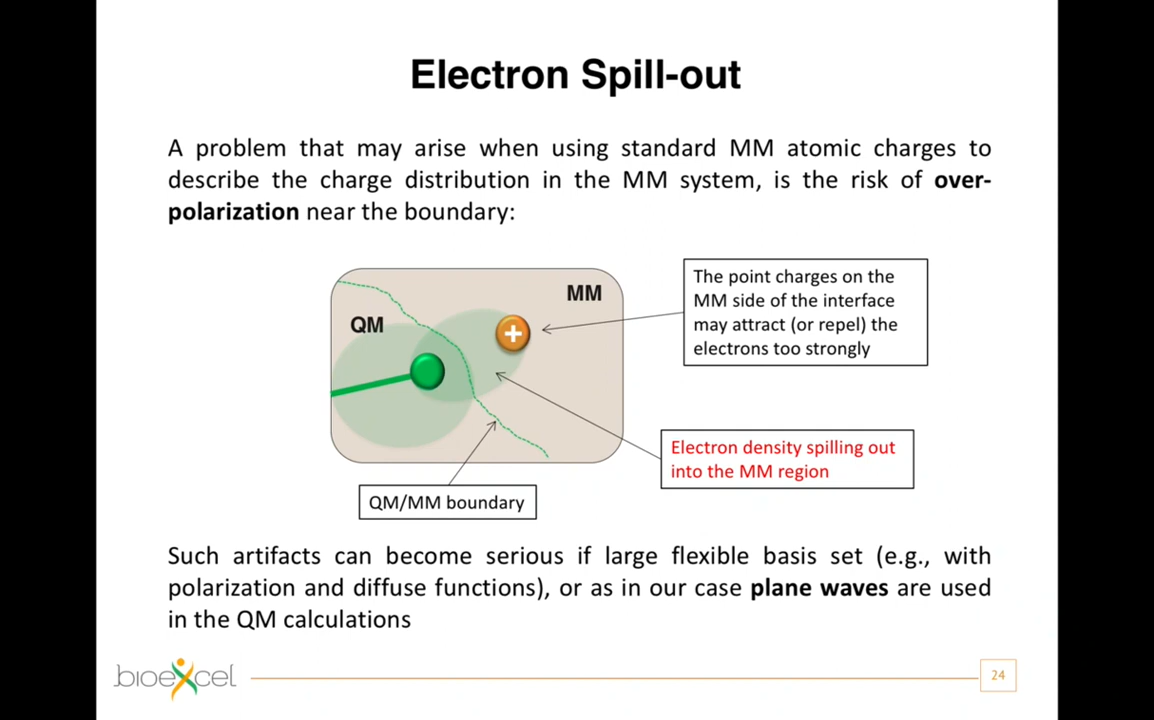 Electron Spill-out
A problem that may arise when using standard MM atomic charges to
describe the charge distribution in the MM system, is the risk of over-
polarization near the boundary:
MM
QM
+
The point charges on the
MM side of the interface
may attract (or repel) the
electrons too strongly
Electron density spilling out
into the MM region
QM/MM boundary
Such artifacts can become serious if large flexible basis set (e.g., with
polarization and diffuse functions), or as in our case plane waves are used
in the QM calculations
bioexcel
24